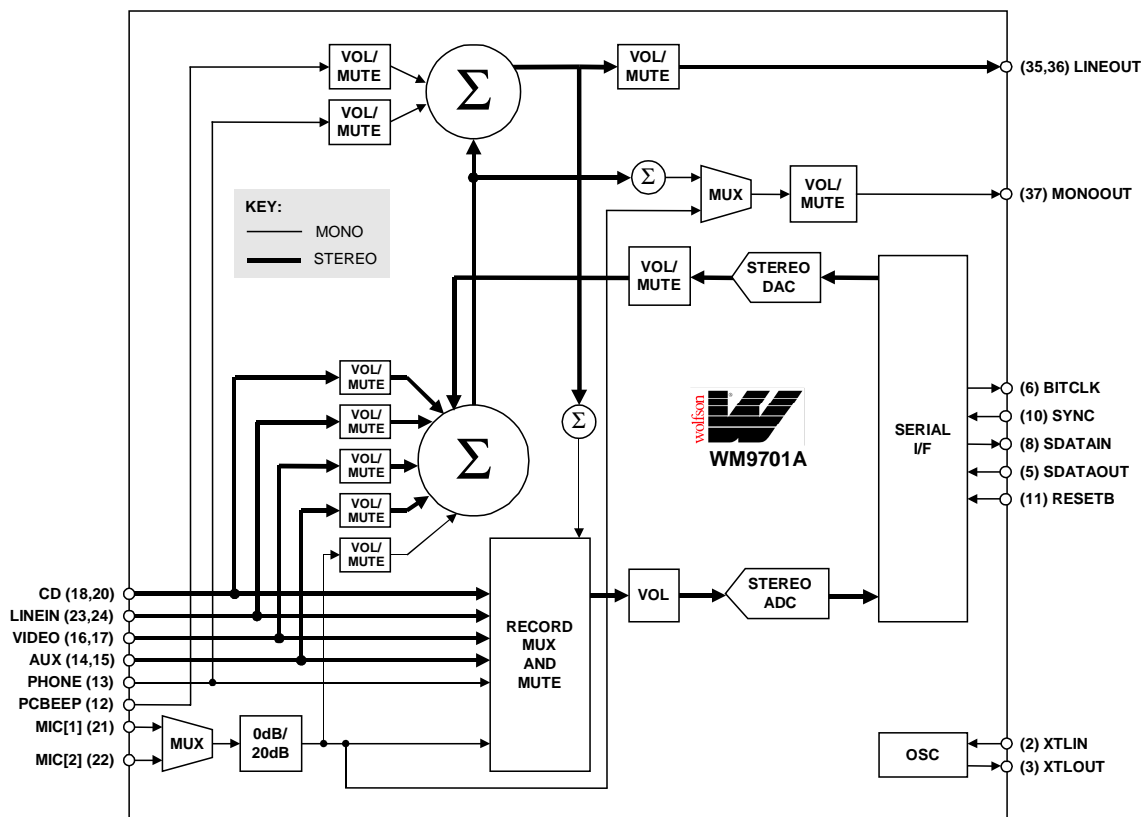 VOL/
MUTE
Σ
VOL/
MUTE
(35,36) LINEOUT
VOL/
MUTE
Σ
MUX
VOL/
MUTE
(37) MONOOUT
KEY:
MONO
STEREO
VOL/
MUTE
STEREO
DAC
VOL/
MUTE
VOL/
MUTE
VOL/
MUTE
VOL/
MUTE
VOL/
MUTE
Σ
Σ
wolfson
®
WM9701A
SERIAL
I/F
(6) BITCLK
(10) SYNC
(8) SDATAIN
(5) SDATAOUT
(11) RESETB
CD (18,20)
LINEIN (23,24)
VIDEO (16,17)
AUX (14,15)
PHONE (13)
PCBEEP (12)
MIC[1] (21)
MIC[2] (22)
MUX
0dB/
20dB
RECORD
MUX
AND
MUTE
VOL
STEREO
ADC
OSC
(2) XTLIN
(3) XTLOUT